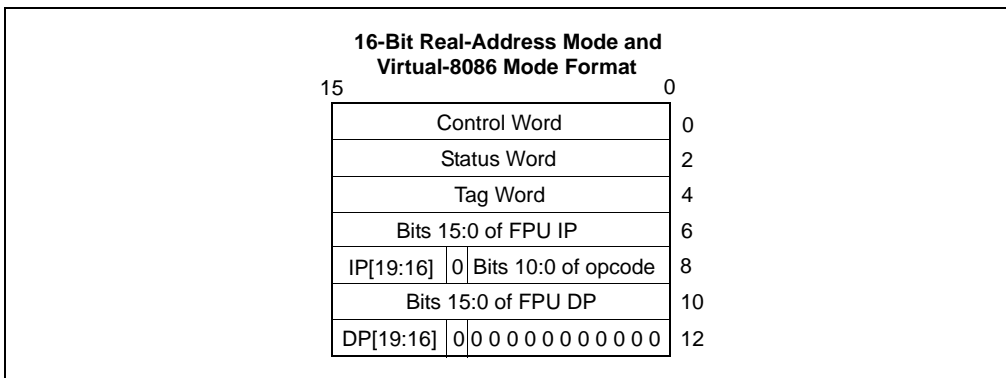 16-Bit Real-Address Mode and
Virtual-8086 Mode Format
15 0
Control Word 0
Status Word 2
Tag Word 4
Bits 15:0 of FPU IP 6
IP[19:16] 0 Bits 10:0 of opcode 8
Bits 15:0 of FPU DP 10
DP[19:16] 0 0 0 0 0 0 0 0 0 0 0 0 12